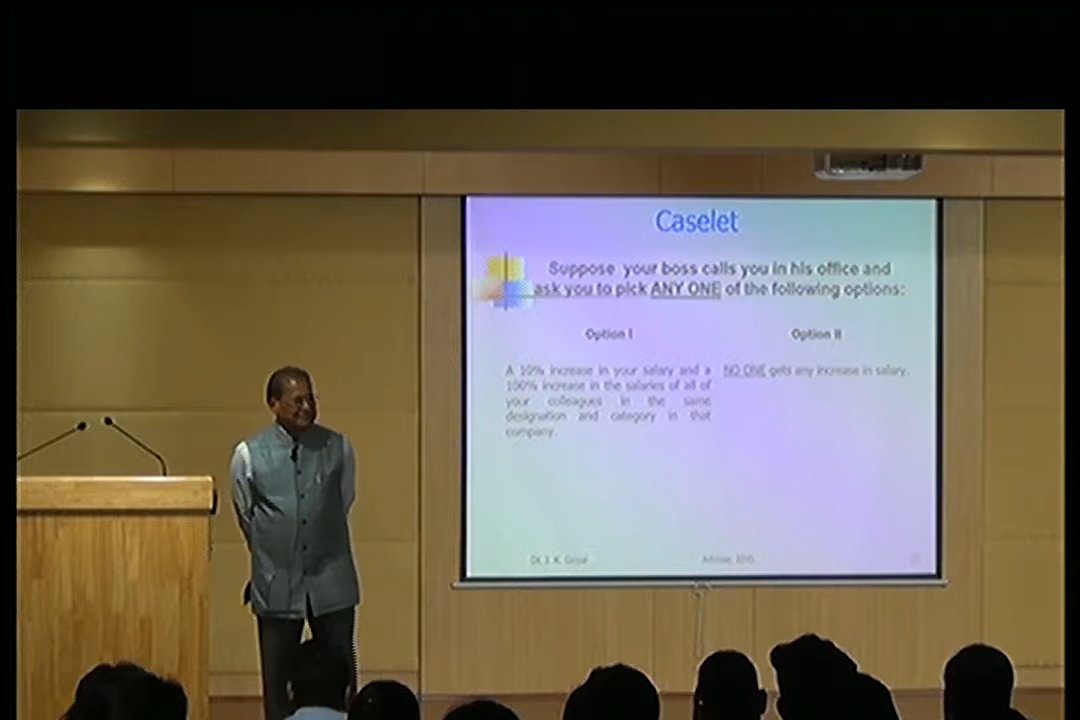 Caselet
Suppose your boss calls you in his office and
ask you to pick ANY ONE of the following options:
Option I
A 10% increase in your salary and a
100% increase in the salaries of all of
your colleagues in the same
designation and category in that
company.
Option II
NO ONE gets any increase in salary.
Dr. J. K.